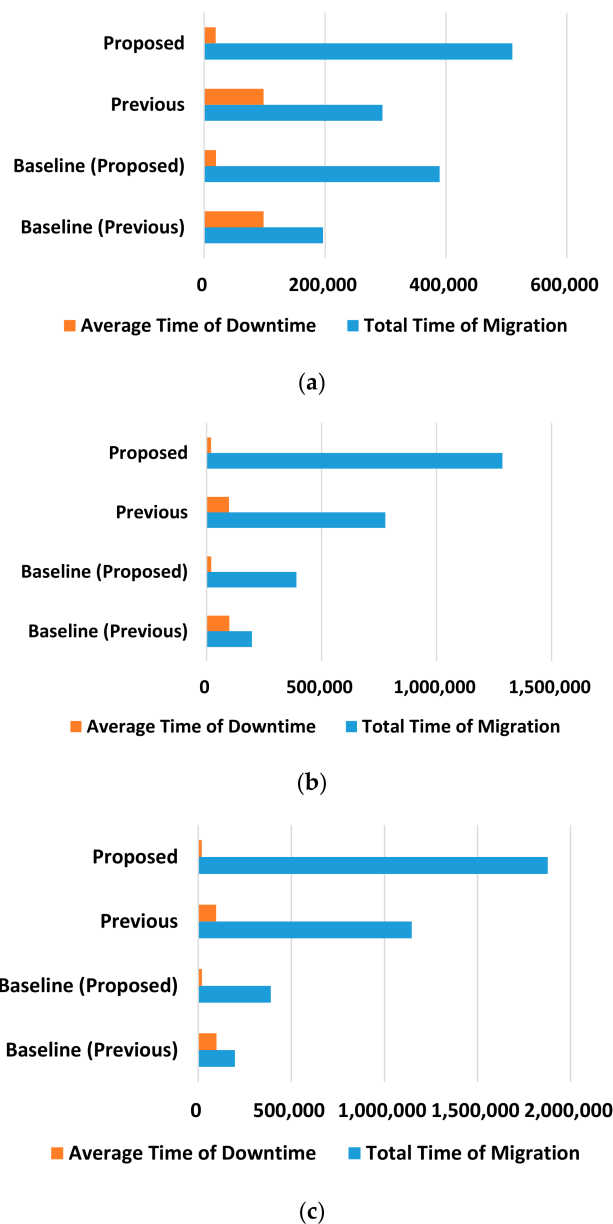 Proposed
Previous
Baseline (Proposed)
Baseline (Previous)
0 200,000 400,000 600,000
Average Time of Downtime Total Time of Migration
(a)
Proposed
Previous
Baseline (Proposed)
Baseline (Previous)
0 500,000 1,000,000 1,500,000
Average Time of Downtime Total Time of Migration
(b)
Proposed
Previous
Baseline (Proposed)
Baseline (Previous)
0 500,000 1,000,000 1,500,000 2,000,000
Average Time of Downtime Total Time of Migration
(c)